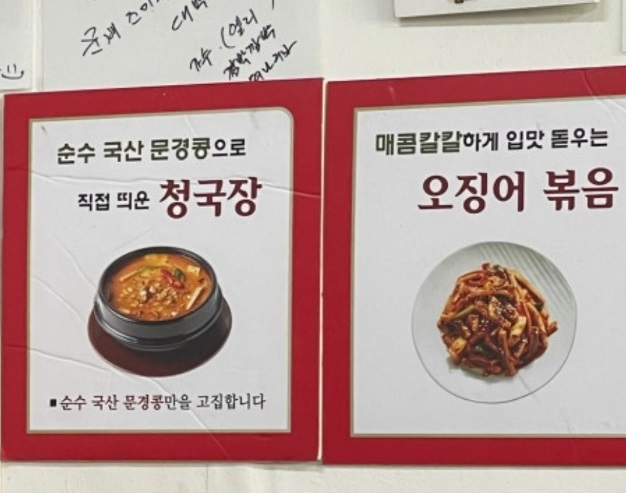 대박
순수 국산 문경콩으로
직접 띄운 청국장
■ 순수 국산 문경콩만을 고집합니다
매콤칼칼하게 입맛 돋우는
오징어 볶음